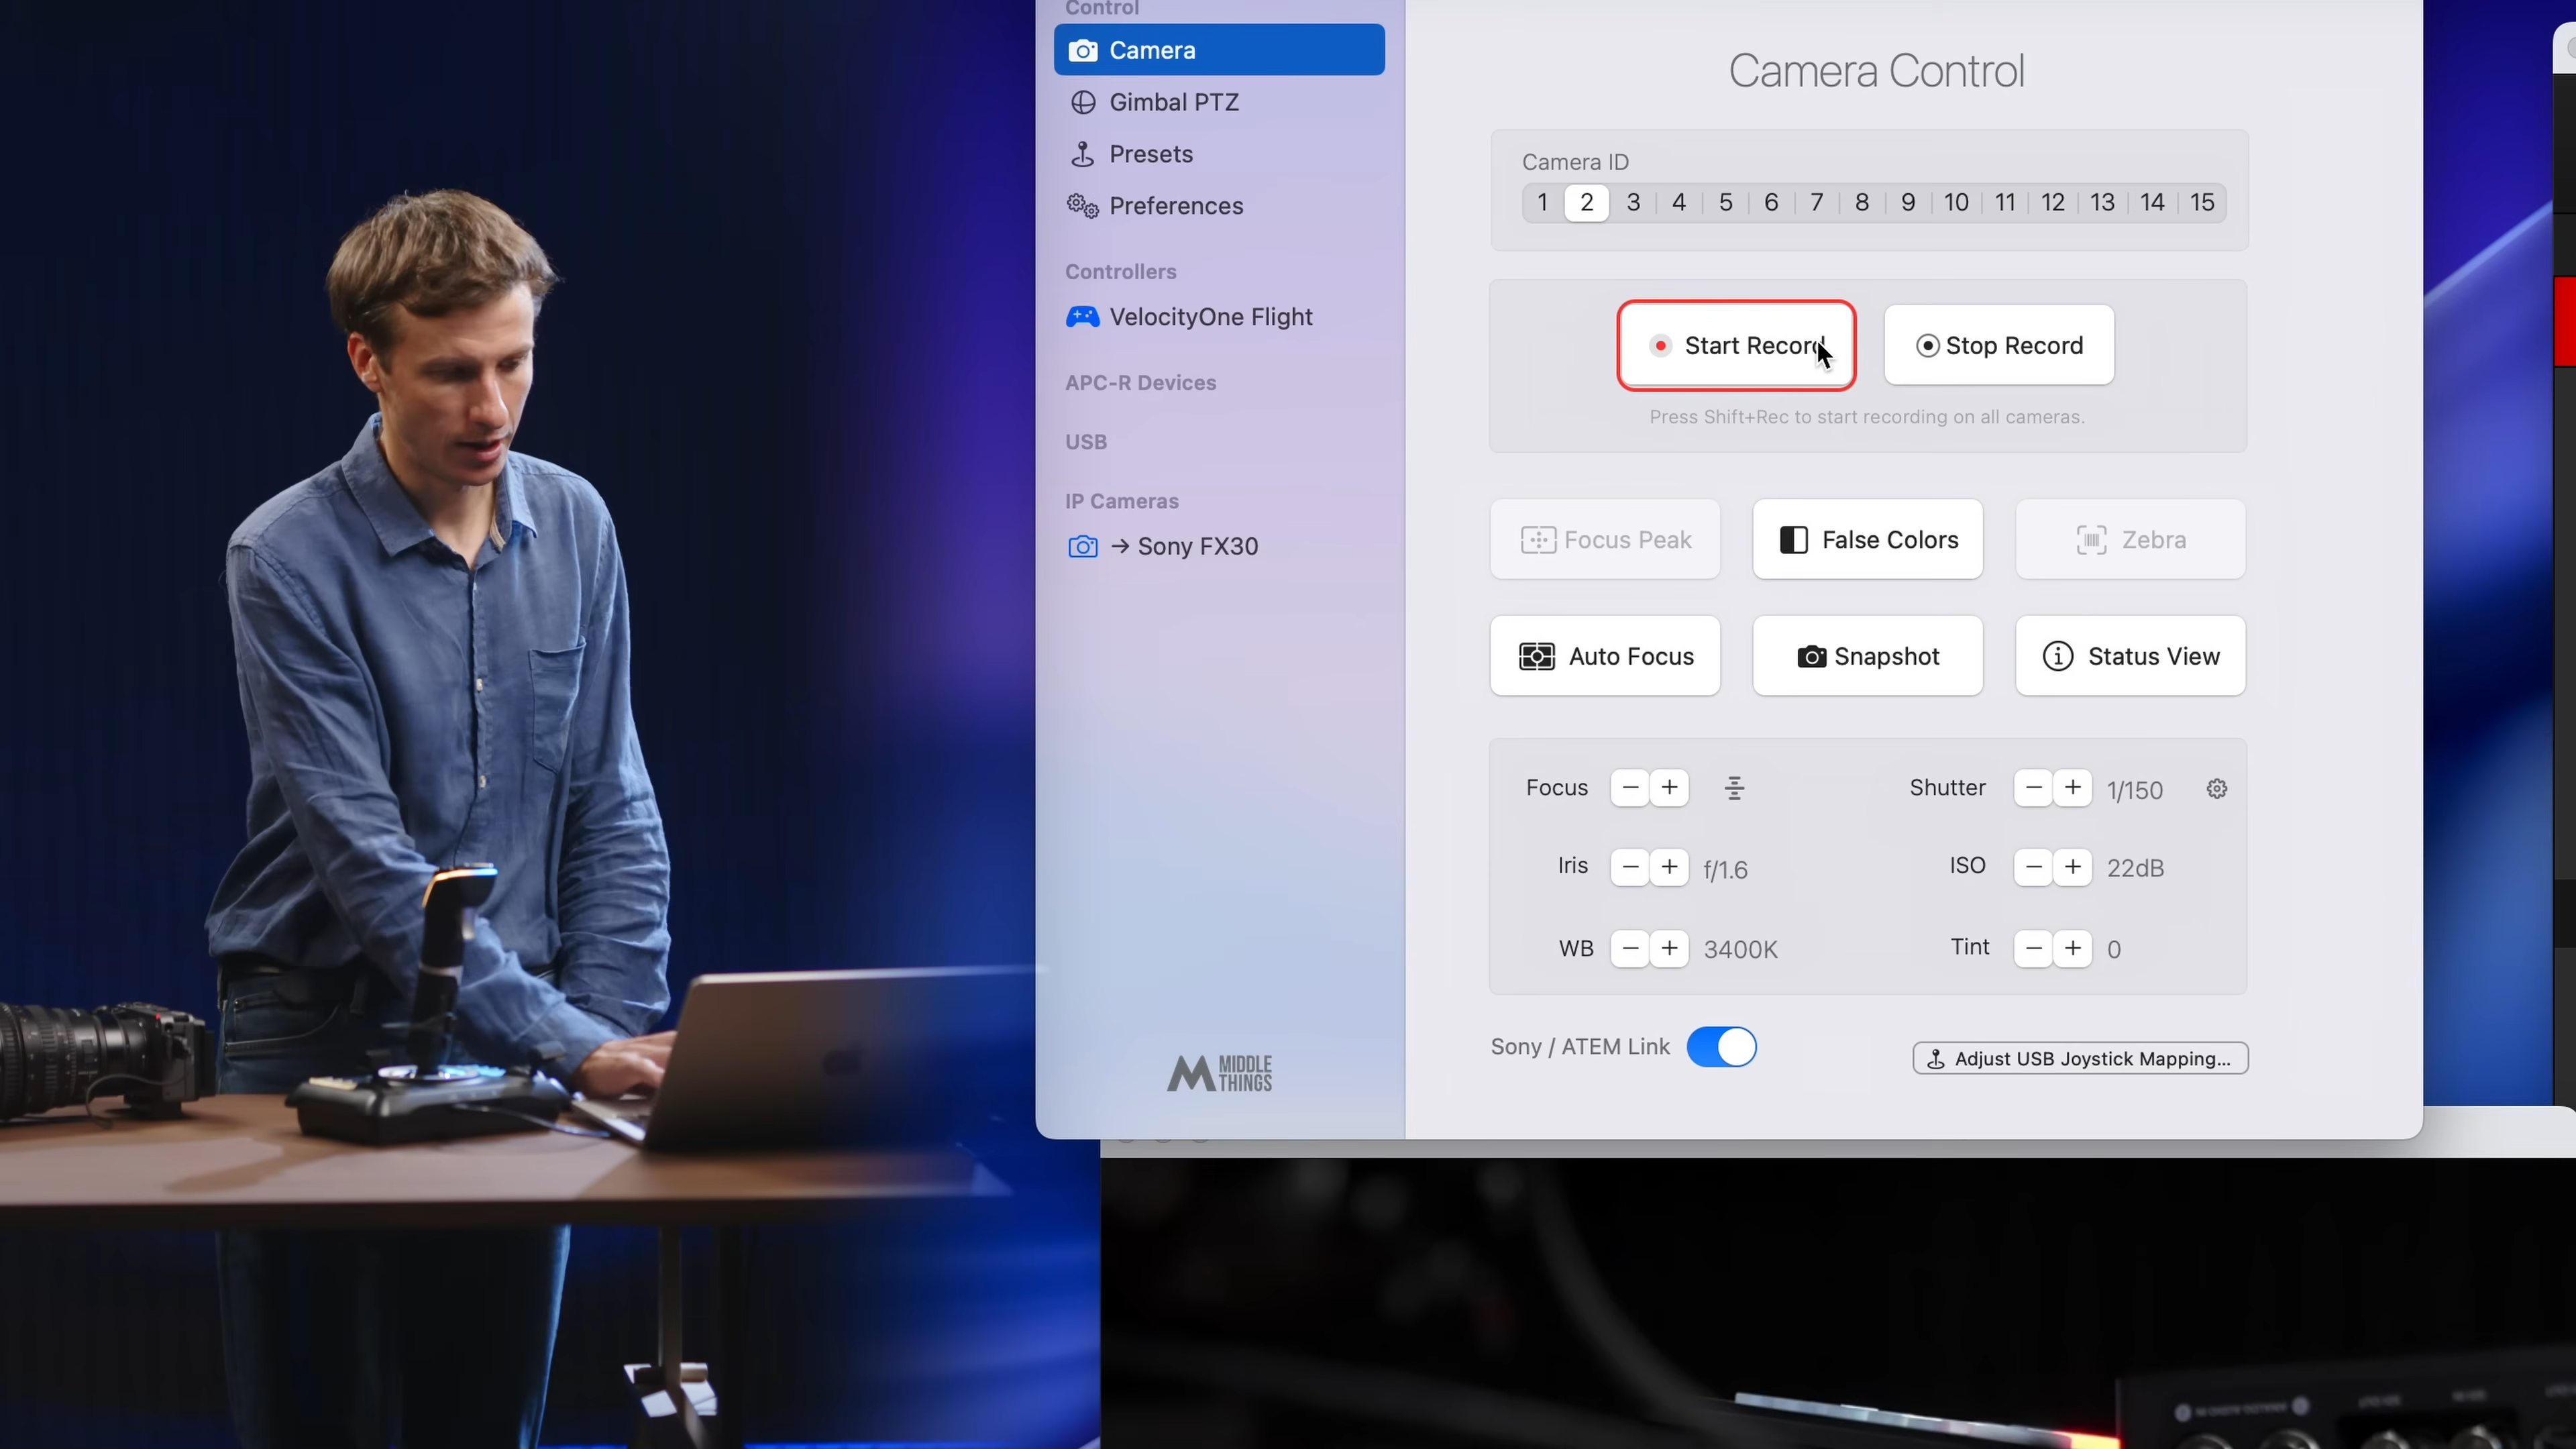 Control
Camera
Gimbal PTZ
Presets
Preferences
Controllers
VelocityOne Flight
APC-R Devices
USB
IP Cameras
→ Sony FX30
MIDDLE
THINGS
Camera Control
Camera ID
1 2 3 4 5 6 7 8 9 10 11 12 13 14 15
Start Record
Stop Record
Press Shift+Rec to start recording on all cameras.
Focus Peak
False Colors
Zebra
Auto Focus
Snapshot
Status View
Focus − + Shutter − + 1/150
Iris − + f/1.6 ISO − + 22dB
WB − + 3400K Tint − + 0
Sony / ATEM Link
Adjust USB Joystick Mapping...